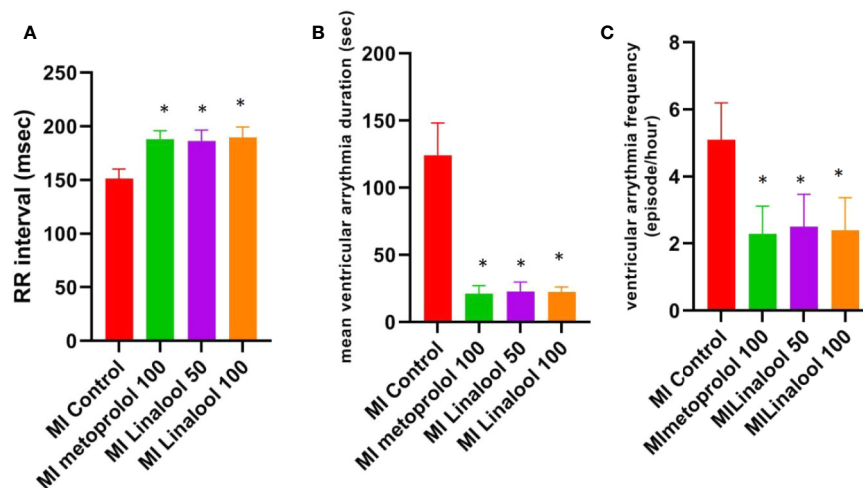 A
RR interval (msec)
250
200
150
100
50
0
* * *
MI Control
MI metoprolol 100
MI Linalool 50
MI Linalool 100
B
mean ventricular arrythmia duration (sec)
200
150
100
50
0
* * *
MI Control
MI metoprolol 100
MI Linalool 50
MI Linalool 100
C
ventricular arrythmia frequency
(episode/hour)
8
6
4
2
0
* * *
MI Control
MImetoprolol 100
MILinalool 50
MILinalool 100